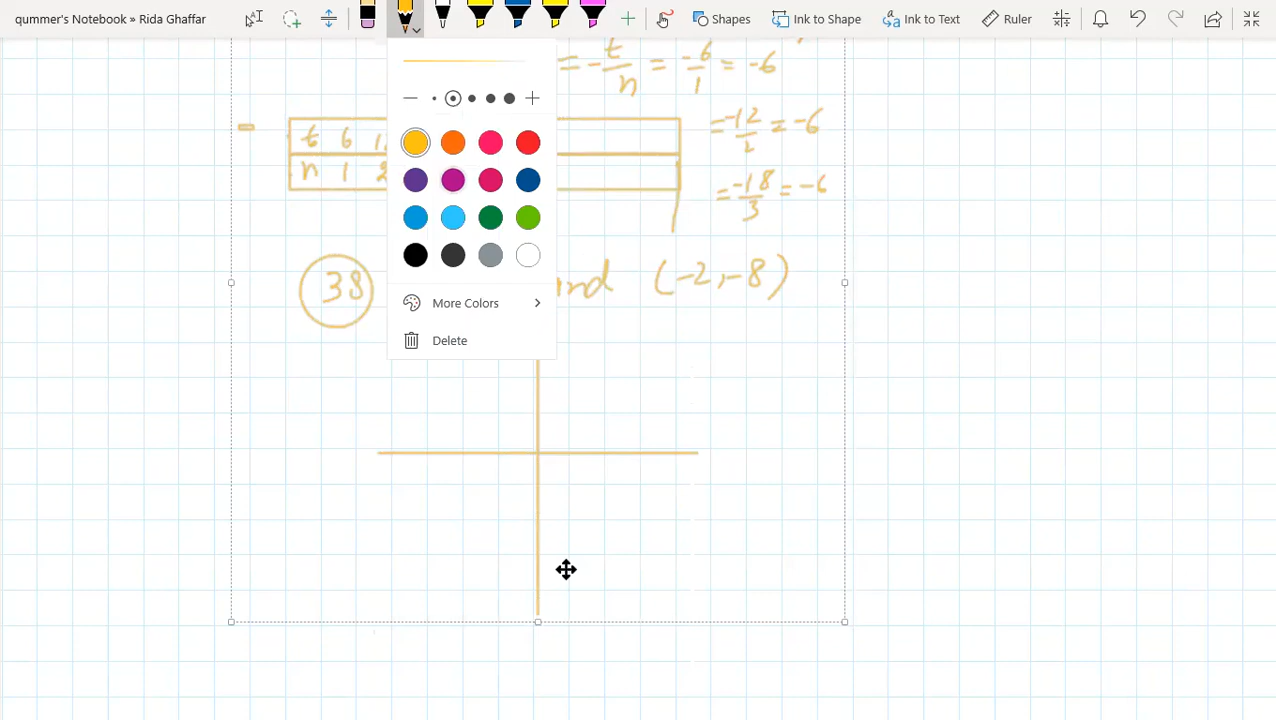 qummer's Notebook » Rida Ghaffar
Shapes
Ink to Shape
Ink to Text
Ruler
= -t/n = -6/1 = -6
t 6
n 1
= -12/2 = -6
= -18/3 = -6
38
(-2,-8)
More Colors
Delete